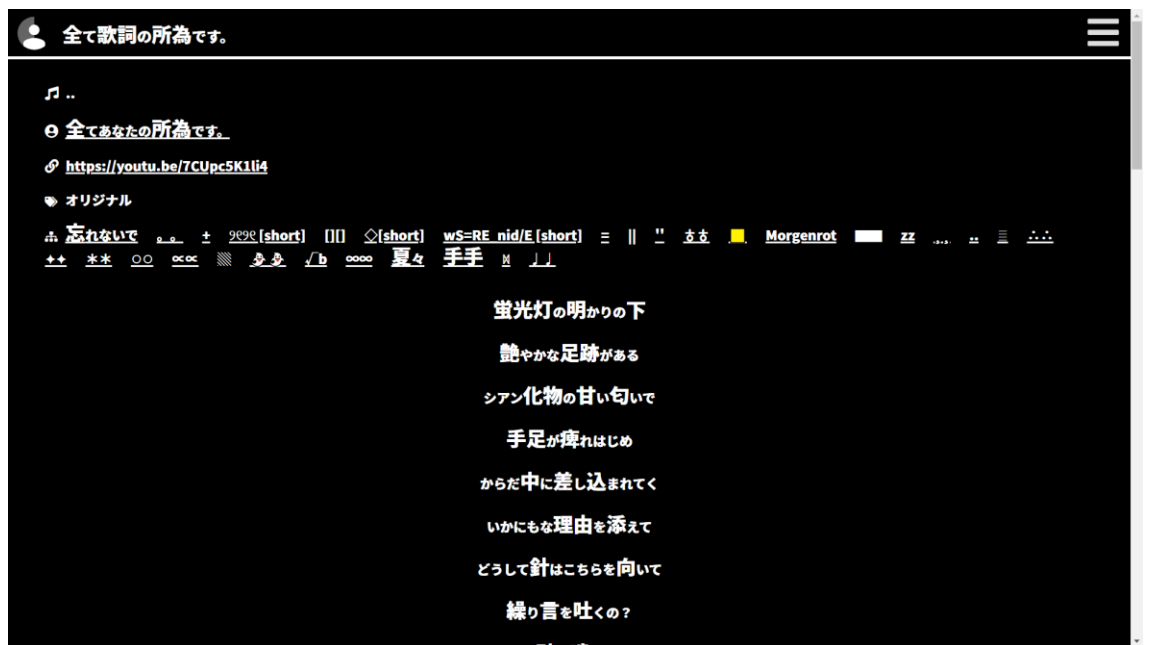 全て歌詞の所為です。
..
全てあなたの所為です。
https://youtu.be/7CUpc5K1li4
オリジナル
忘れないで 。。 + ୨୧୨୧ [short] [][] ◇[short] wS=RE_nid/E [short] = || " ㅎㅎ . . Morgenrot zz .,.,. .. ∴∴
✦✦ ** ○○ ∝∝ √b ∞∞ 夏々 手手 ♩♩
蛍光灯の明かりの下
艶やかな足跡がある
シアン化物の甘い匂いで
手足が痺れはじめ
からだ中に差し込まれてく
いかにもな理由を添えて
どうして針はこちらを向いて
繰り言を吐くの？